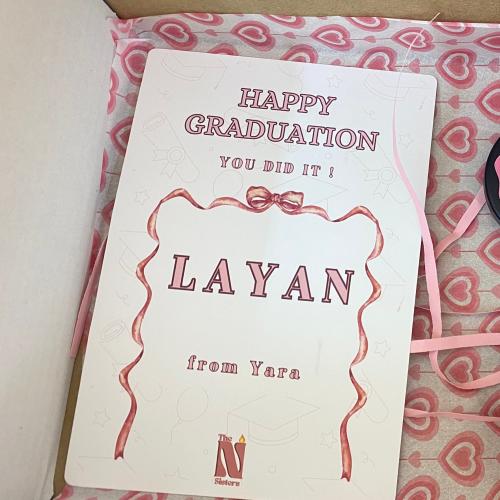 HAPPY
GRADUATION
YOU DID IT !
LAYAN
from Yara
The
N
Sisters